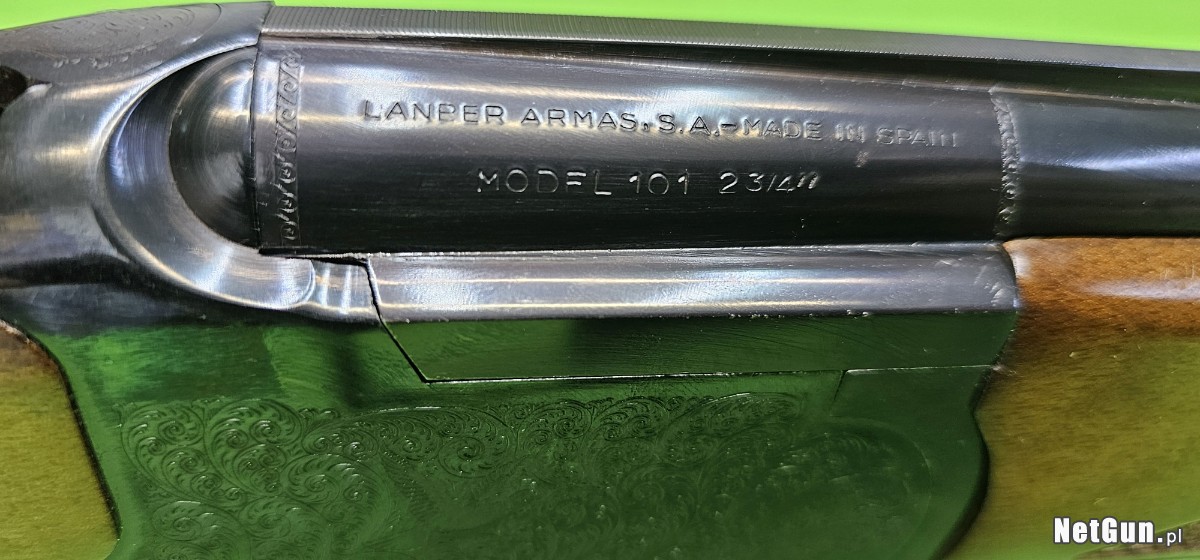 LANBER ARMAS, S.A.-MADE IN SPAIN
MODEL 101 2 3/4"
NetGun.pl